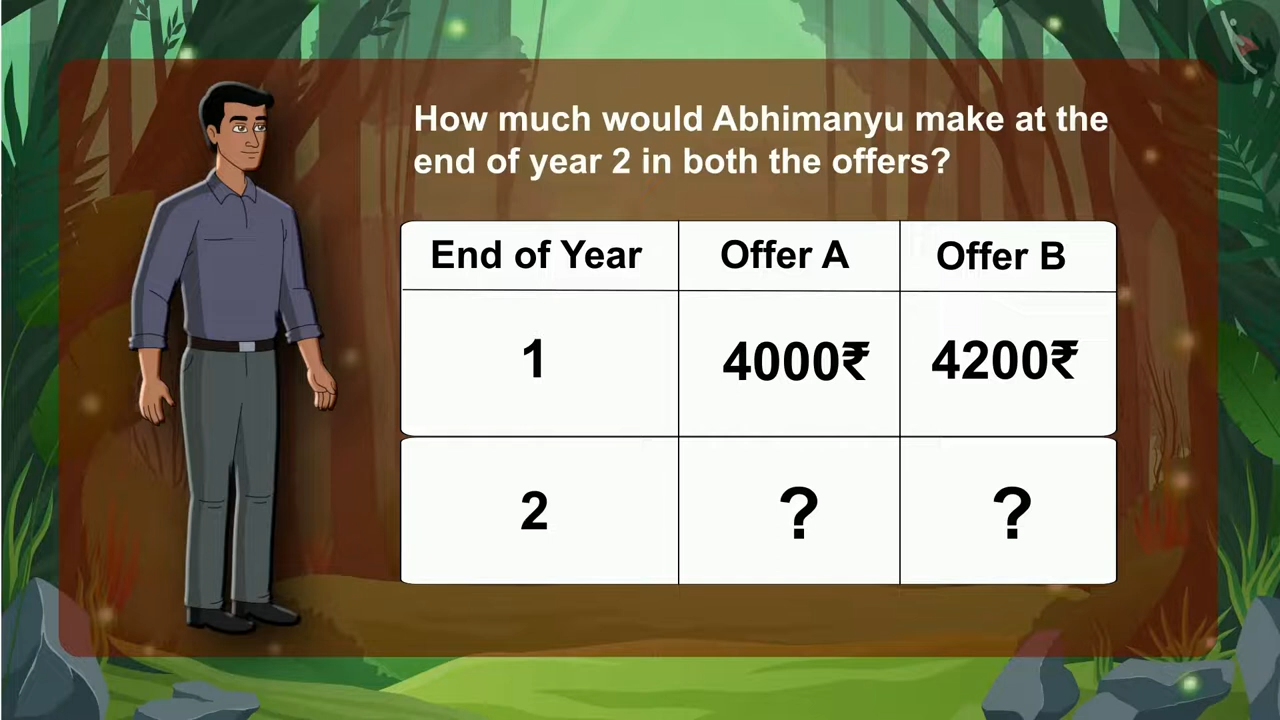 How much would Abhimanyu make at the
end of year 2 in both the offers?
End of Year Offer A Offer B
1 4000₹ 4200₹
2 ? ?